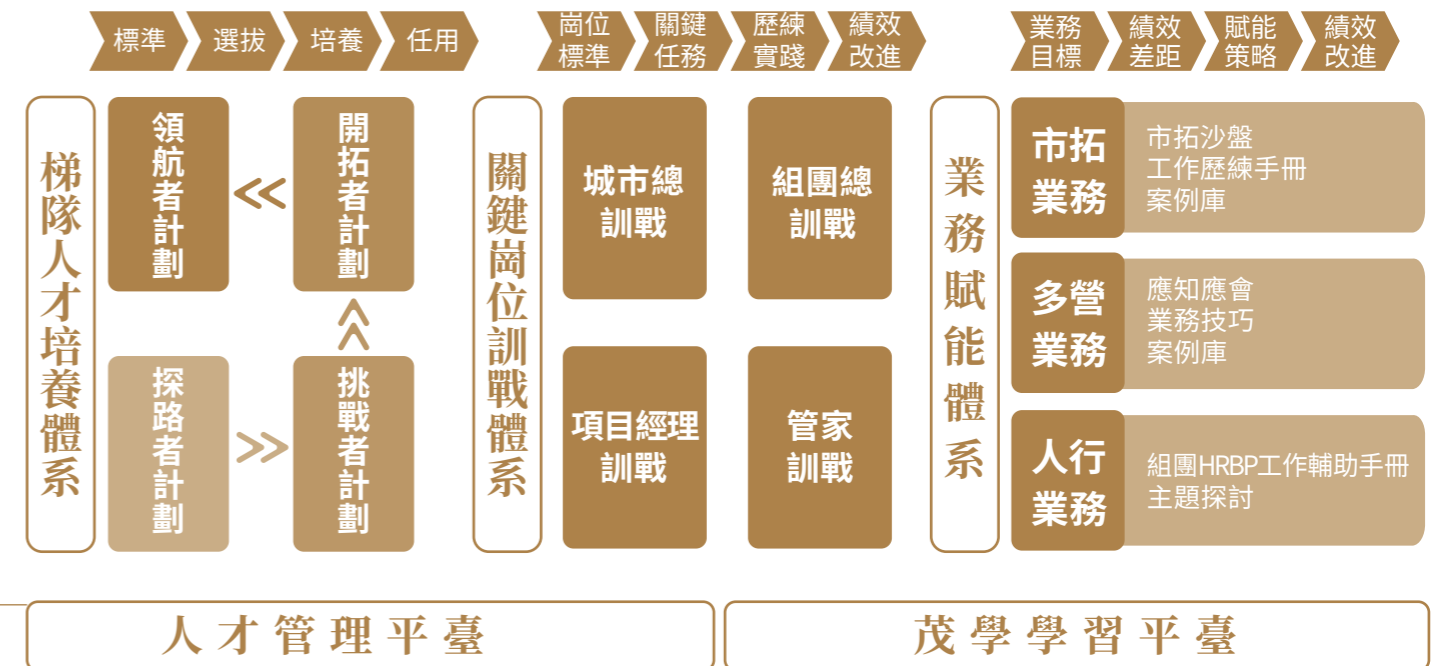 標準
選拔
培養
任用
梯隊人才培養體系
領航者計劃
開拓者計劃
探路者計劃
挑戰者計劃
崗位
標準
關鍵
任務
歷練
實踐
績效
改進
關鍵崗位訓戰體系
城市總
訓戰
組團總
訓戰
項目經理
訓戰
管家
訓戰
業務
目標
績效
差距
賦能
策略
績效
改進
業務賦能體系
市拓
業務
市拓沙盤
工作歷練手冊
案例庫
多營
業務
應知應會
業務技巧
案例庫
人行
業務
組團HRBP工作輔助手冊
主題探討
人才管理平臺
茂學學習平臺